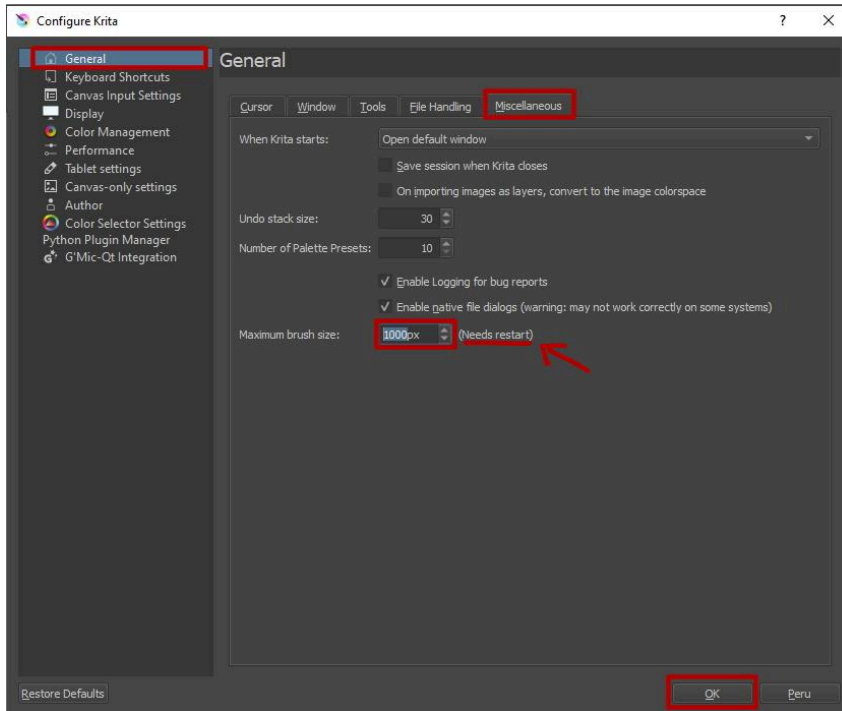 Configure Krita
General
Keyboard Shortcuts
Canvas Input Settings
Display
Color Management
Performance
Tablet settings
Canvas-only settings
Author
Color Selector Settings
Python Plugin Manager
G'Mic-Qt Integration
General
Cursor Window Tools File Handling Miscellaneous
When Krita starts: Open default window
Save session when Krita closes
On importing images as layers, convert to the image colorspace
Undo stack size: 30
Number of Palette Presets: 10
Enable Logging for bug reports
Enable native file dialogs (warning: may not work correctly on some systems)
Maximum brush size: 1000px (Needs restart)
Restore Defaults OK Peru